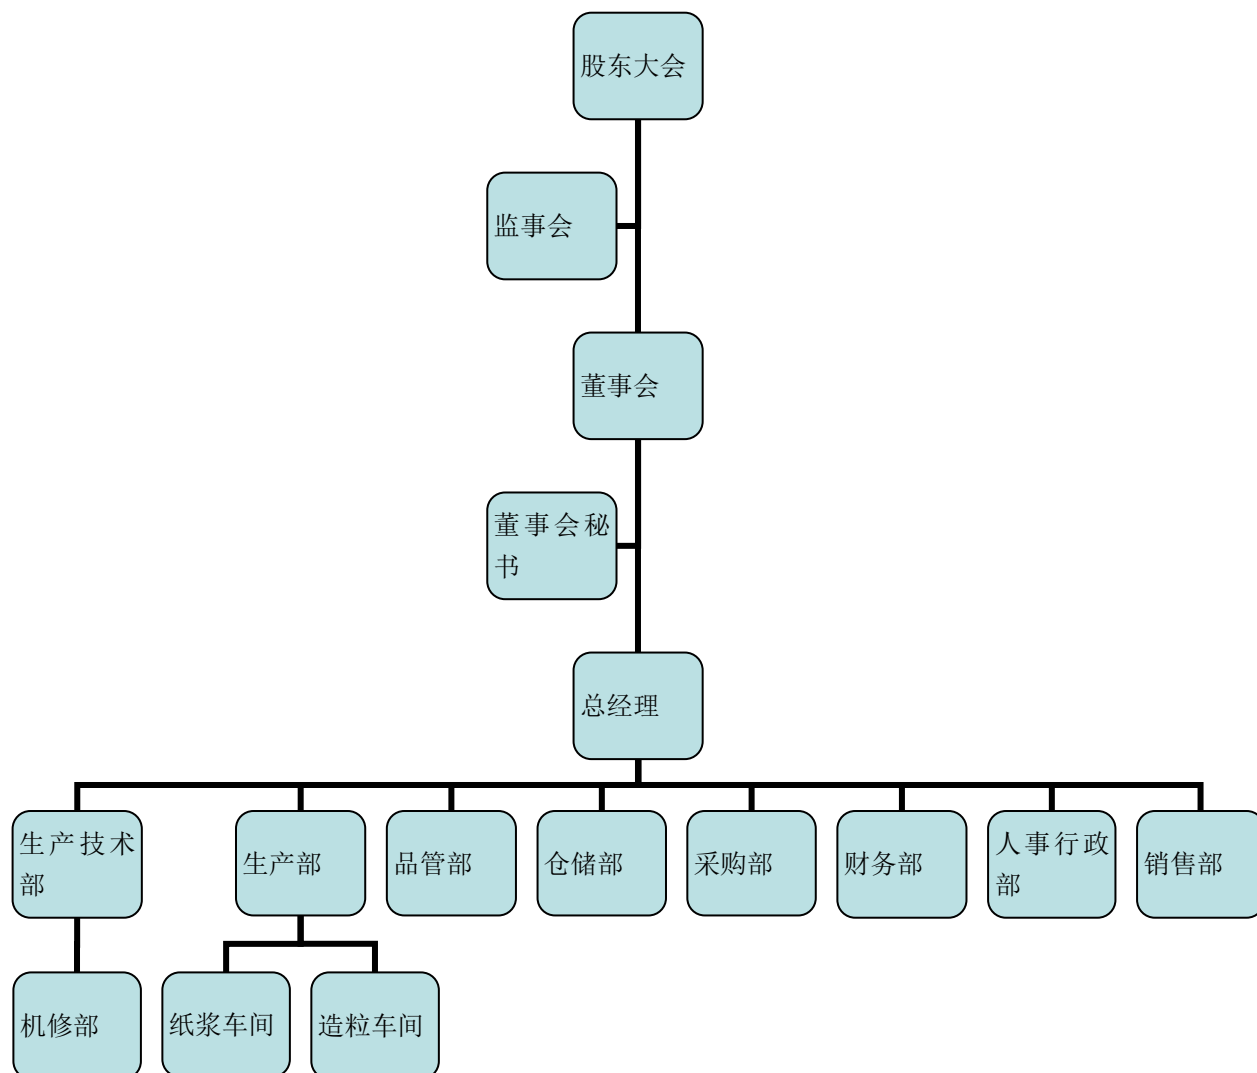 股东大会
监事会
董事会
董事会秘
书
总经理
生产技术
部
生产部
品管部
仓储部
采购部
财务部
人事行政
部
销售部
机修部
纸浆车间
造粒车间